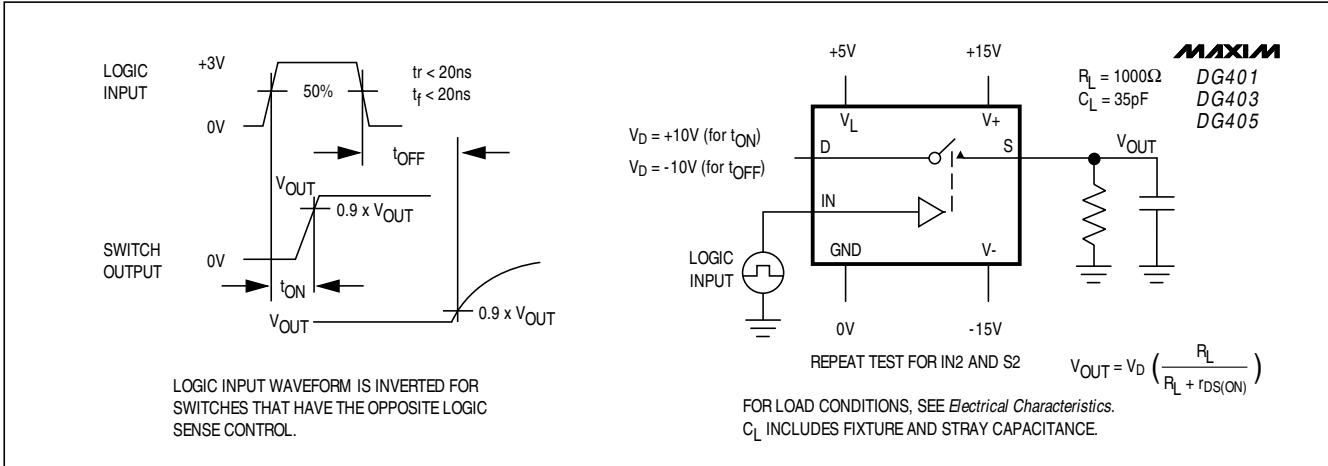 LOGIC
INPUT
+3V
0V
50%
tr < 20ns
tf < 20ns
tOFF
VOUT
0.9 x VOUT
SWITCH
OUTPUT
0V
tON
VOUT
0.9 x VOUT
LOGIC INPUT WAVEFORM IS INVERTED FOR
SWITCHES THAT HAVE THE OPPOSITE LOGIC
SENSE CONTROL.
+5V
+15V
MAXIM
RL = 1000Ω
CL = 35pF
DG401
DG403
DG405
VL
V+
VD = +10V (for tON)
VD = -10V (for tOFF)
D
S
VOUT
IN
GND
V-
LOGIC
INPUT
0V
-15V
REPEAT TEST FOR IN2 AND S2
VOUT = VD ( RL / RL + rDS(ON) )
FOR LOAD CONDITIONS, SEE Electrical Characteristics.
CL INCLUDES FIXTURE AND STRAY CAPACITANCE.